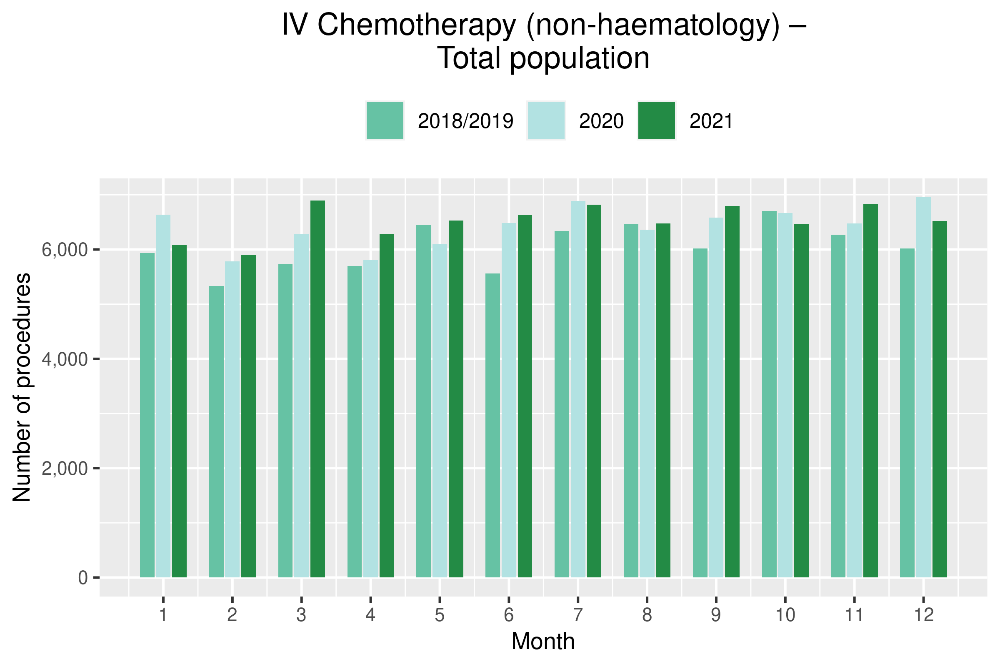 IV Chemotherapy (non-haematology) –
Total population
2018/2019 2020 2021
Number of procedures
6,000
4,000
2,000
0
1 2 3 4 5 6 7 8 9 10 11 12
Month